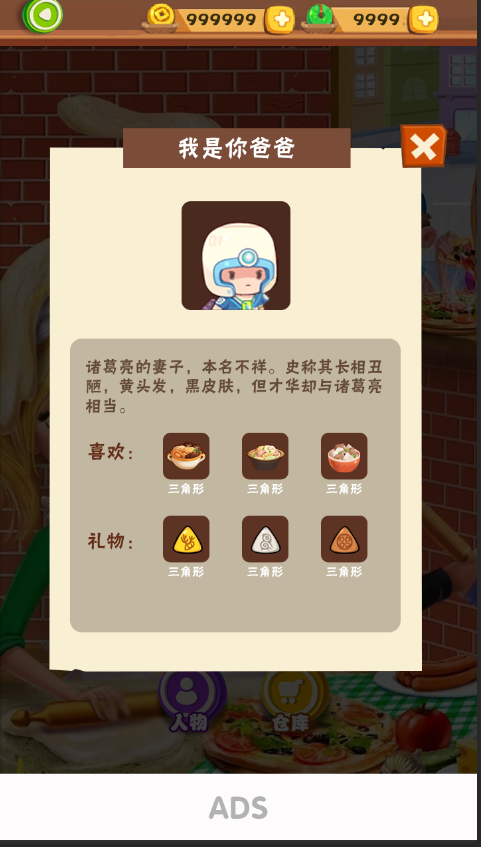 999999 9999
我是你爸爸
诸葛亮的妻子，本名不祥。史称其长相丑
陋，黄头发，黑皮肤，但才华却与诸葛亮
相当。
喜欢：
三角形 三角形 三角形
礼物：
三角形 三角形 三角形
人物 仓库
ADS